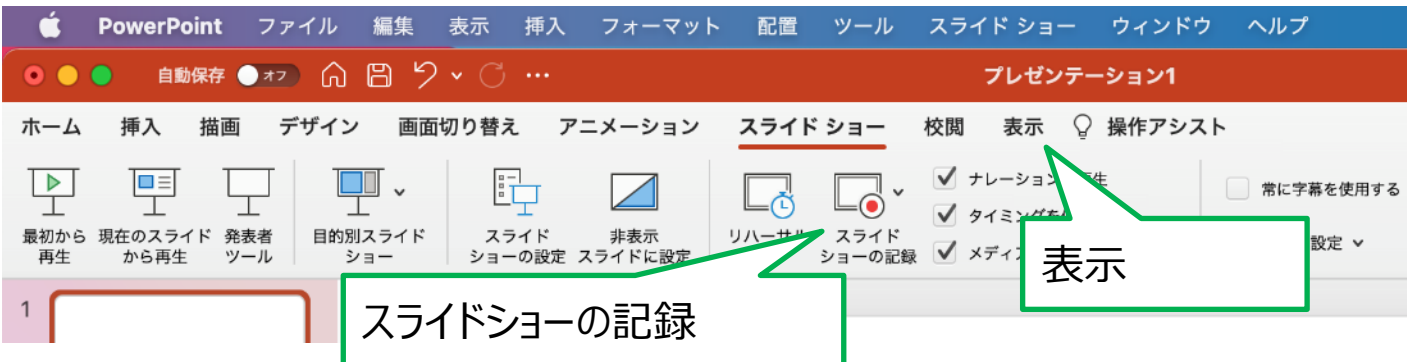 PowerPoint ファイル 編集 表示 挿入 フォーマット 配置 ツール スライド ショー ウィンドウ ヘルプ
自動保存 オフ プレゼンテーション1
ホーム 挿入 描画 デザイン 画面切り替え アニメーション スライド ショー 校閲 表示 操作アシスト
最初から
再生
現在のスライド
から再生
発表者
ツール
目的別スライド
ショー
スライド
ショーの設定
非表示
スライドに設定
リハーサル
スライド
ショーの記録
ナレーション
タイミングを
メディ
常に字幕を使用する
設定
表示
スライドショーの記録
1